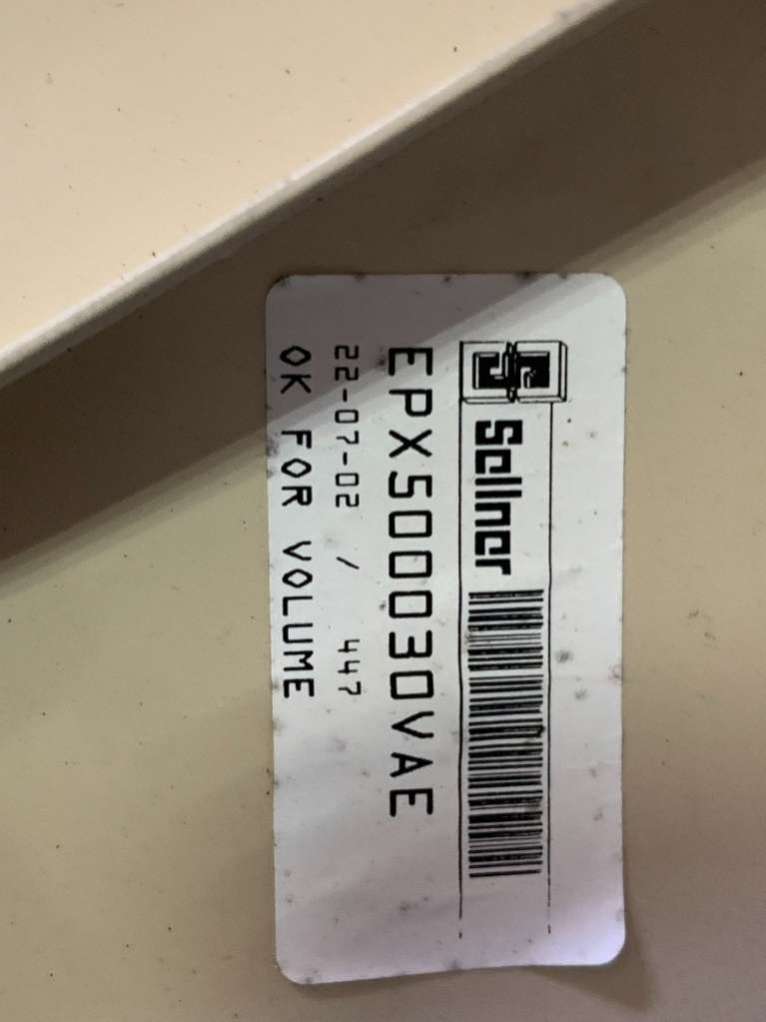 Sellner
EPX500030VAE
22-07-02 / 447
OK FOR VOLUME